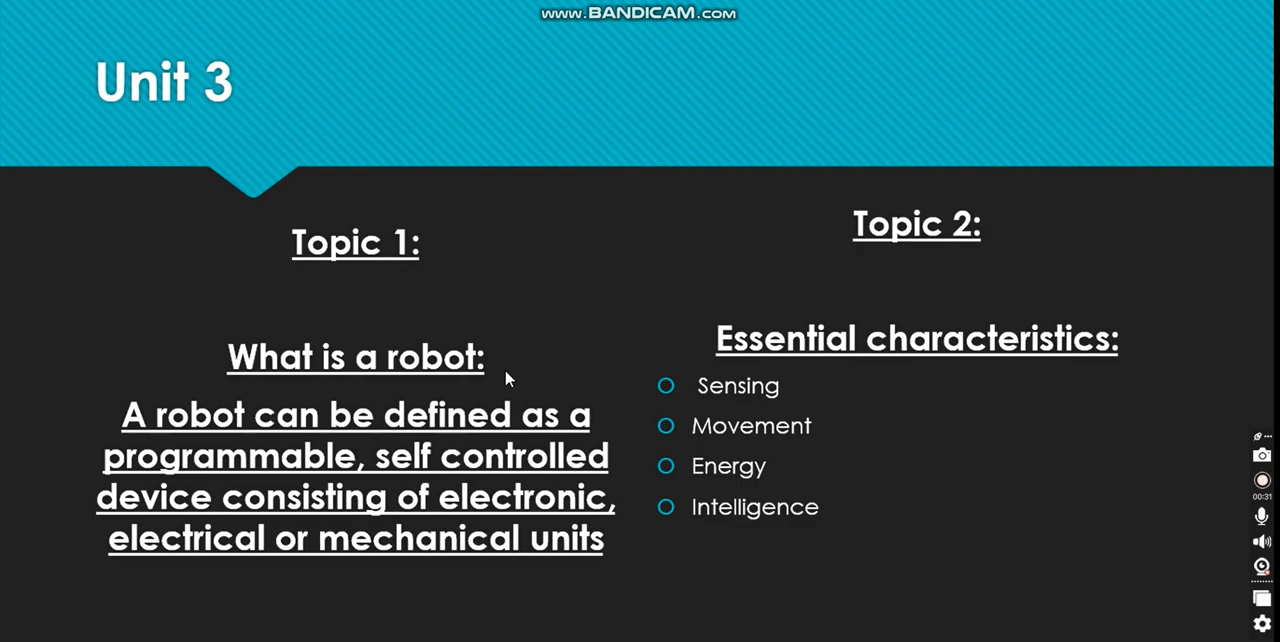 www.BANDICAM.com
Unit 3
Topic 1:
What is a robot:
A robot can be defined as a
programmable, self controlled
device consisting of electronic,
electrical or mechanical units
Topic 2:
Essential characteristics:
Sensing
Movement
Energy
Intelligence
00:31